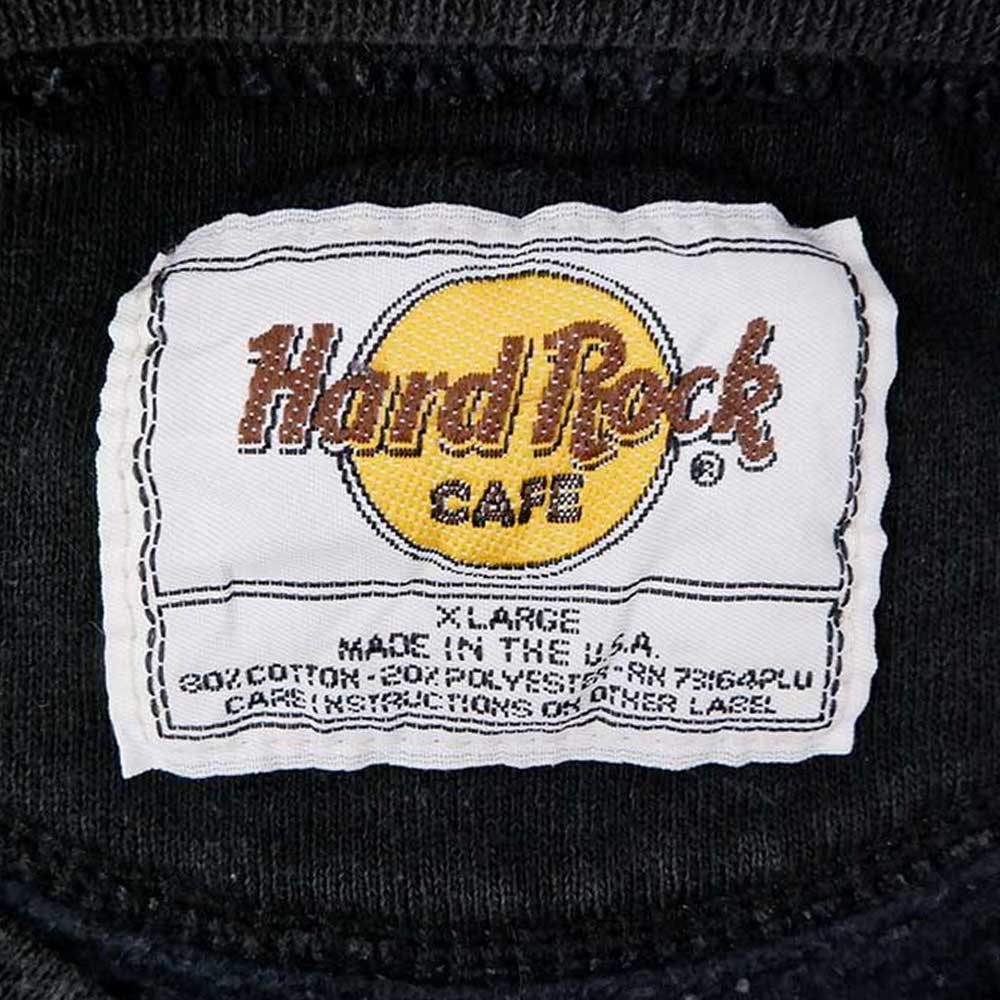 Hard Rock
CAFE
®
X LARGE
MADE IN THE U.S.A.
80% COTTON - 20% POLYESTER - RN 73164PLU
CARE INSTRUCTIONS ON OTHER LABEL